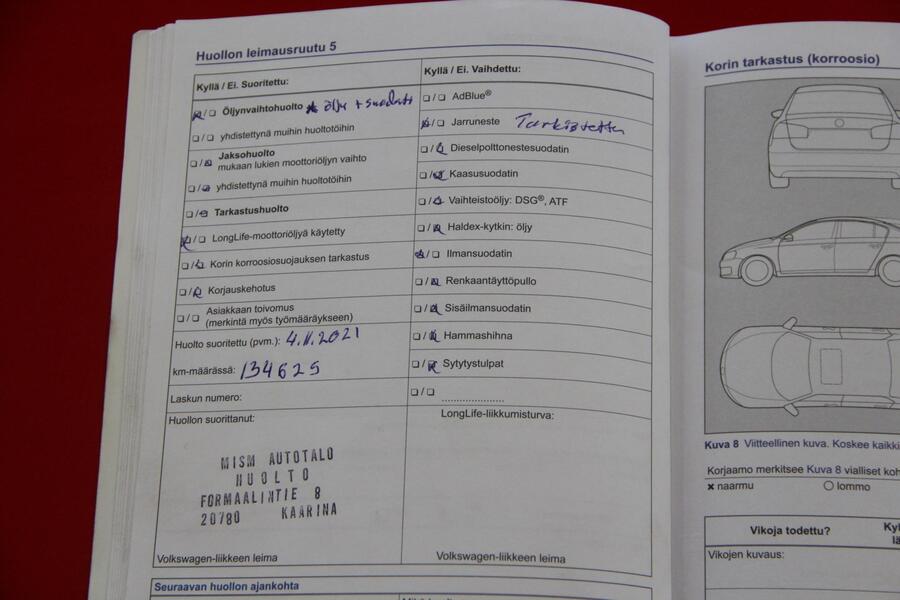 Huollon leimausruutu 5
Kyllä / Ei. Suoritettu:
Öljynvaihtohuolto öljy + suodatin
yhdistettynä muihin huoltotöihin
Jaksohuolto
mukaan lukien moottoriöljyn vaihto
yhdistettynä muihin huoltotöihin
Tarkastushuolto
LongLife-moottoriöljyä käytetty
Korin korroosiosuojauksen tarkastus
Korjauskehotus
Asiakkaan toivomus
(merkintä myös työmääräykseen)
Huolto suoritettu (pvm.): 4.11.2021
km-määrässä: 134625
Laskun numero:
Huollon suorittanut:
MISM AUTOTALO
HUOLTO
FORMAALINTIE 8
20780 KAARINA
Volkswagen-liikkeen leima
Kyllä / Ei. Vaihdettu:
AdBlue®
Jarruneste Tarkistettu
Dieselpolttonestesuodatin
Kaasusuodatin
Vaihteistoöljy: DSG®, ATF
Haldex-kytkin: öljy
Ilmansuodatin
Renkaantäyttöpullo
Sisäilmansuodatin
Hammashihna
Sytytystulpat
LongLife-liikkumisturva:
Volkswagen-liikkeen leima
Seuraavan huollon ajankohta
Korin tarkastus (korroosio)
Kuva 8 Viitteellinen kuva. Koskee
Korjaamo merkitsee Kuva 8 vialliset
naarmu
lommo
Vikoja todettu?
Vikojen kuvaus: